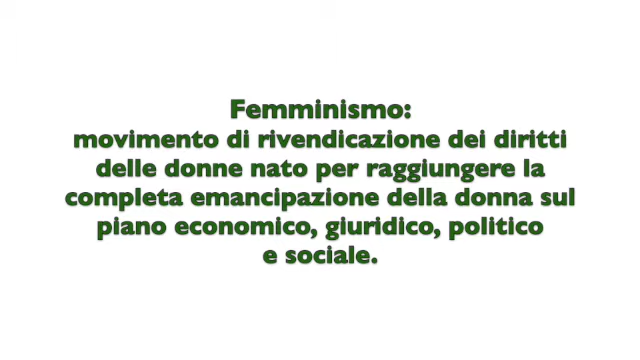 Femminismo:
movimento di rivendicazione dei diritti
delle donne nato per raggiungere la
completa emancipazione della donna sul
piano economico, giuridico, politico
e sociale.